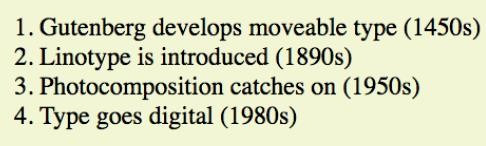 1. Gutenberg develops moveable type (1450s)
2. Linotype is introduced (1890s)
3. Photocomposition catches on (1950s)
4. Type goes digital (1980s)